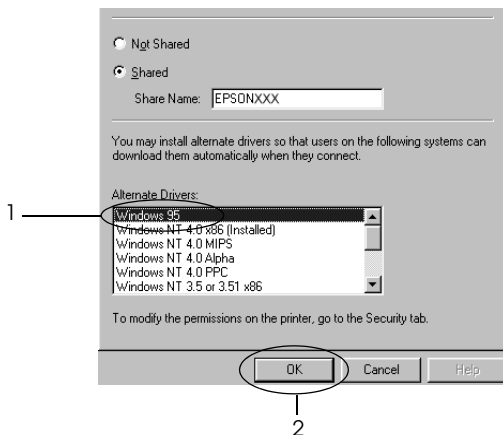 Not Shared
Shared
Share Name: EPSONXXX
You may install alternate drivers so that users on the following systems can
download them automatically when they connect.
Alternate Drivers:
1
Windows 95
Windows NT 4.0 x86 (Installed)
Windows NT 4.0 MIPS
Windows NT 4.0 Alpha
Windows NT 4.0 PPC
Windows NT 3.5 or 3.51 x86
To modify the permissions on the printer, go to the Security tab.
OK Cancel Help
2